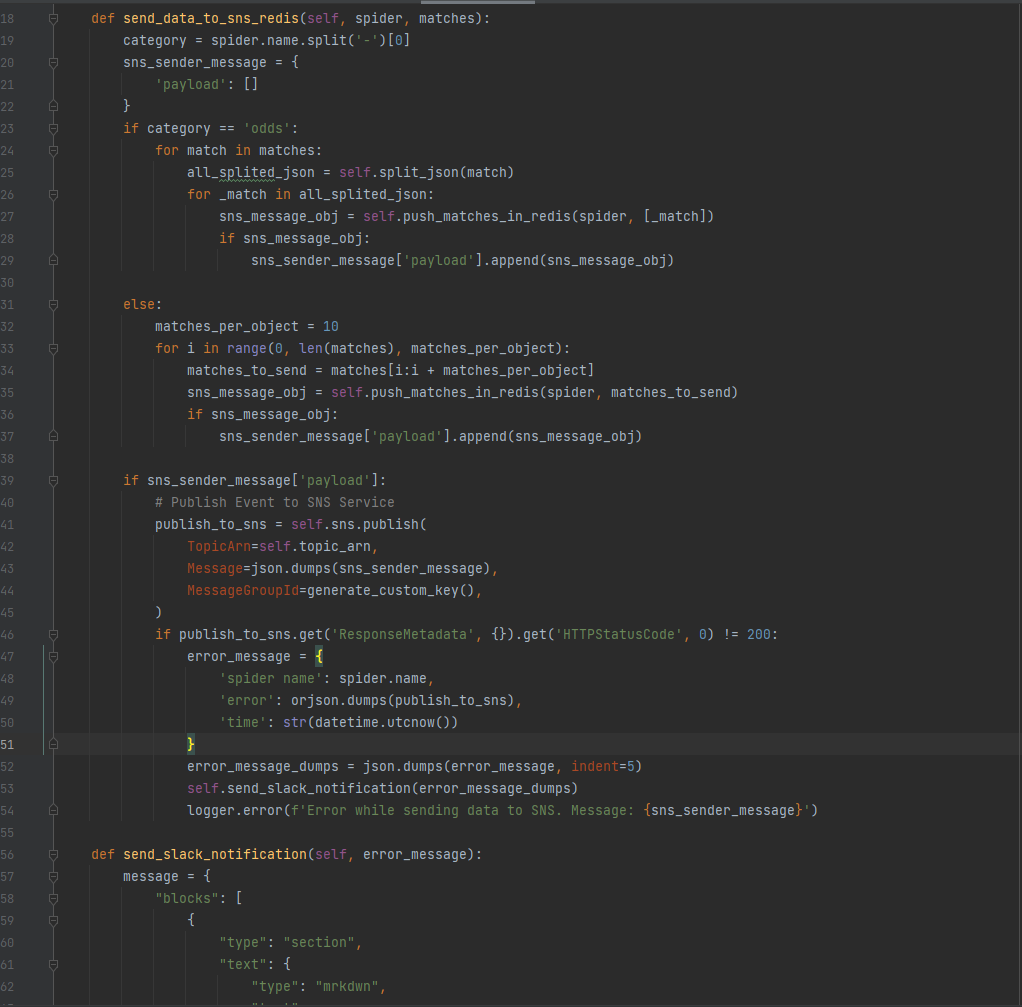 18 def send_data_to_sns_redis(self, spider, matches):
19 category = spider.name.split('-')[0]
20 sns_sender_message = {
21 'payload': []
22 }
23 if category == 'odds':
24 for match in matches:
25 all_splited_json = self.split_json(match)
26 for _match in all_splited_json:
27 sns_message_obj = self.push_matches_in_redis(spider, [_match])
28 if sns_message_obj:
29 sns_sender_message['payload'].append(sns_message_obj)
30
31 else:
32 matches_per_object = 10
33 for i in range(0, len(matches), matches_per_object):
34 matches_to_send = matches[i:i + matches_per_object]
35 sns_message_obj = self.push_matches_in_redis(spider, matches_to_send)
36 if sns_message_obj:
37 sns_sender_message['payload'].append(sns_message_obj)
38
39 if sns_sender_message['payload']:
40 # Publish Event to SNS Service
41 publish_to_sns = self.sns.publish(
42 TopicArn=self.topic_arn,
43 Message=json.dumps(sns_sender_message),
44 MessageGroupId=generate_custom_key(),
45 )
46 if publish_to_sns.get('ResponseMetadata', {}).get('HTTPStatusCode', 0) != 200:
47 error_message = {
48 'spider name': spider.name,
49 'error': orjson.dumps(publish_to_sns),
50 'time': str(datetime.utcnow())
51 }
52 error_message_dumps = json.dumps(error_message, indent=5)
53 self.send_slack_notification(error_message_dumps)
54 logger.error(f'Error while sending data to SNS. Message: {sns_sender_message}')
55
56 def send_slack_notification(self, error_message):
57 message = {
58 "blocks": [
59 {
60 "type": "section",
61 "text": {
62 "type": "mrkdwn",